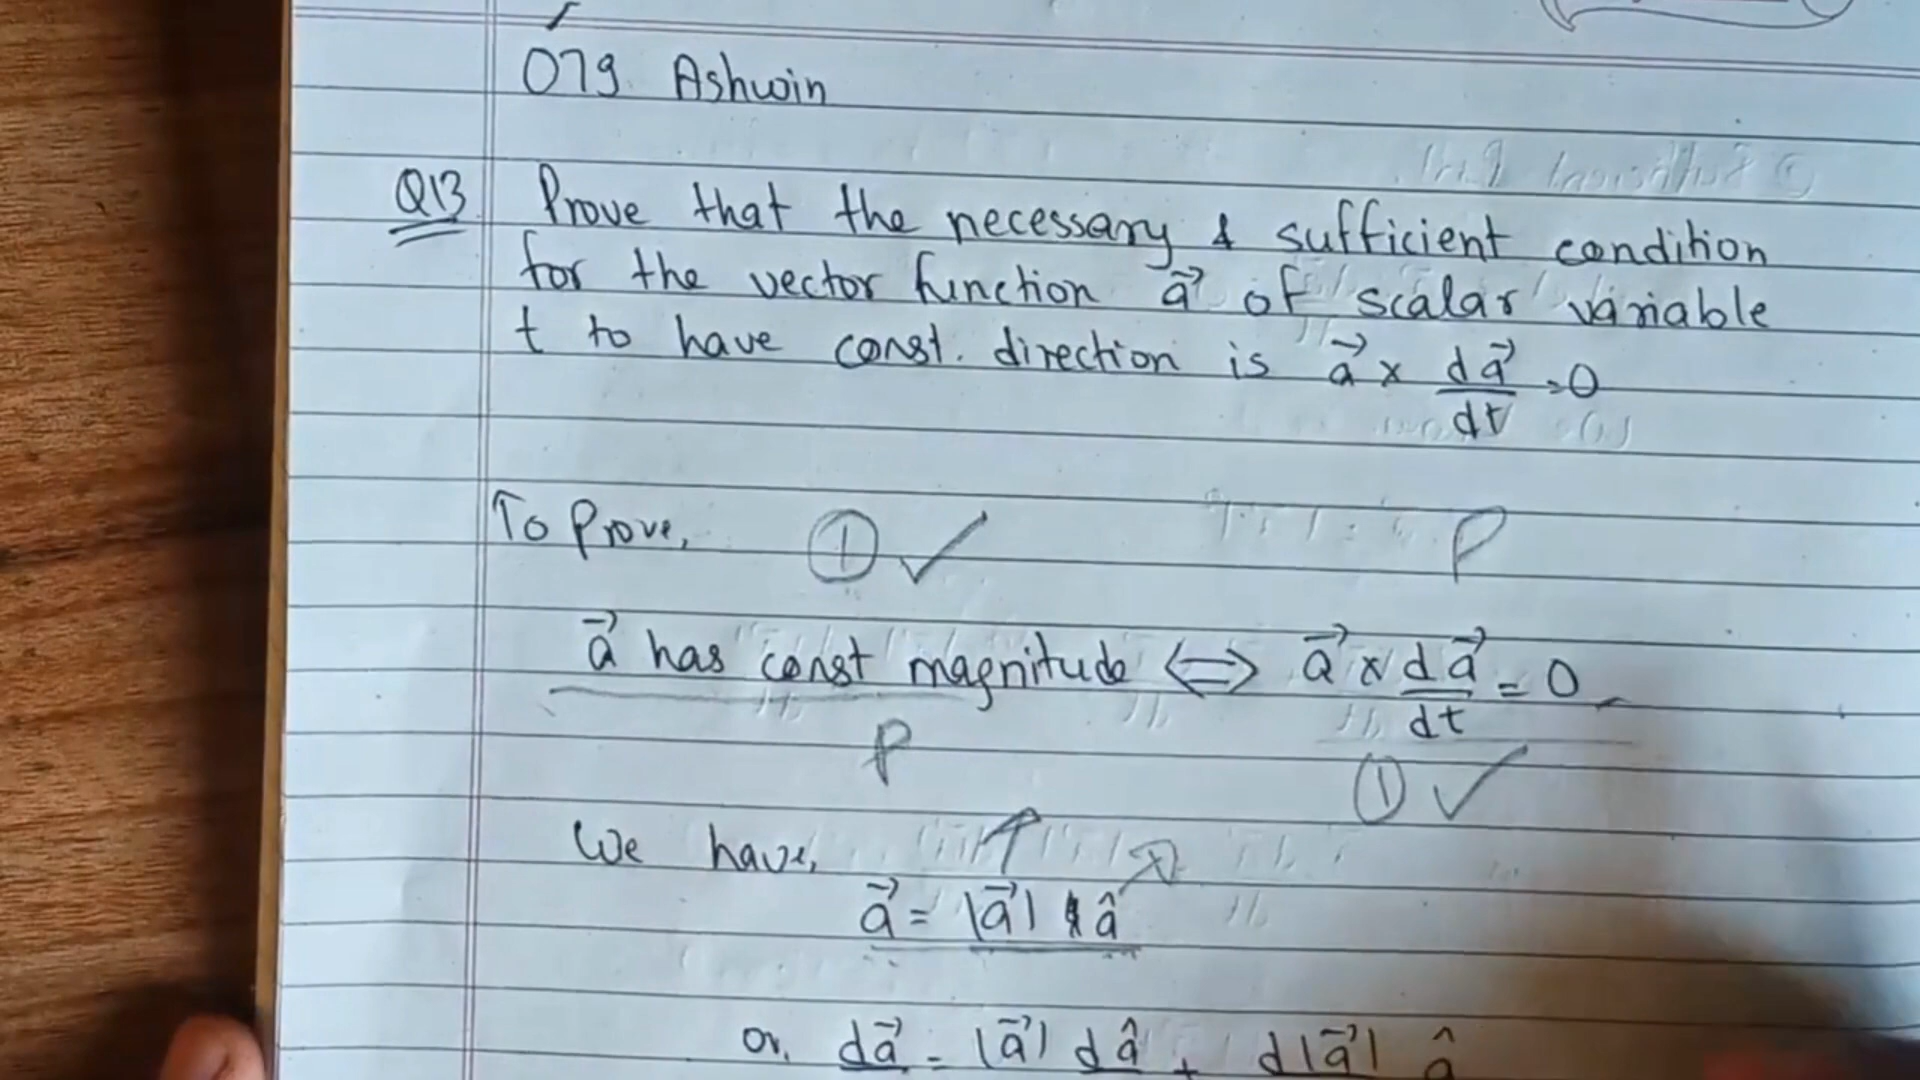 079 Ashwin
Q13 Prove that the necessary & sufficient condition
for the vector function a⃗ of scalar variable
t to have const. direction is a⃗ × da⃗/dt = 0
To Prove, ① ✓ P
a⃗ has const magnitude ⟺ a⃗ × da⃗/dt = 0
P ① ✓
We have,
a⃗ = |a⃗| â
or, da⃗ = |a⃗| dâ + d|a⃗| â